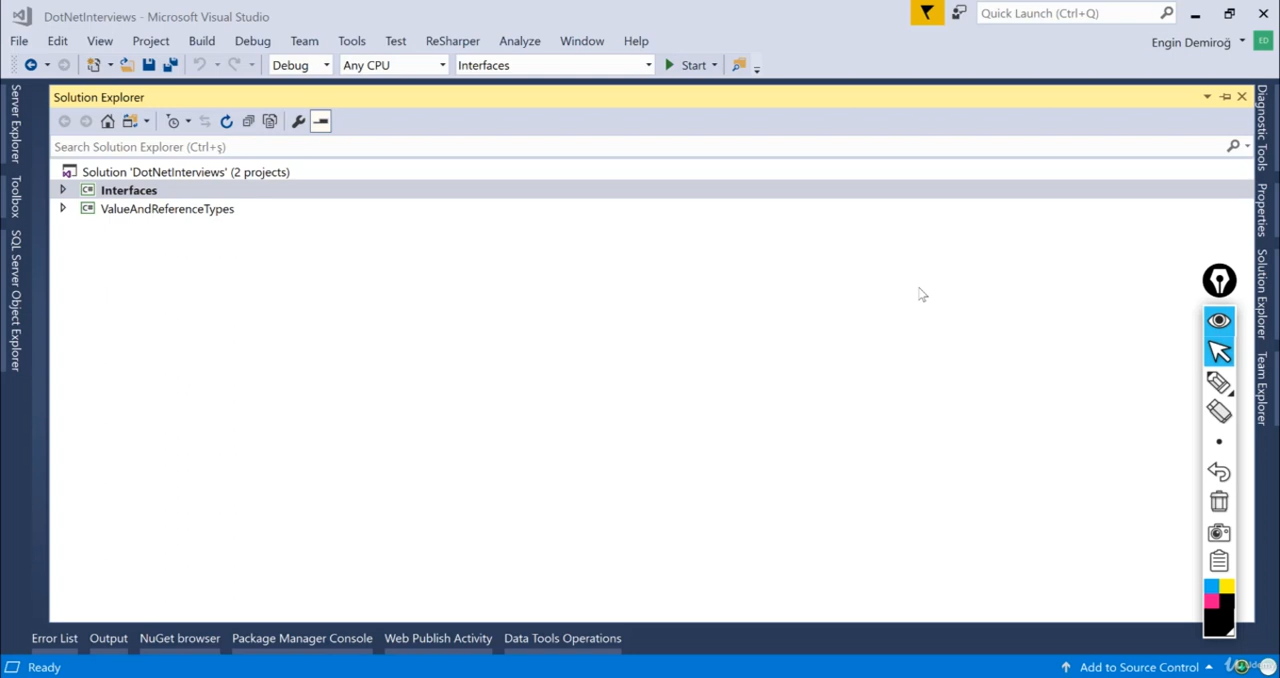 DotNetInterviews - Microsoft Visual Studio
Quick Launch (Ctrl+Q)
File Edit View Project Build Debug Team Tools Test ReSharper Analyze Window Help
Engin Demiroğ
ED
Debug Any CPU Interfaces Start
Server Explorer
Toolbox
SQL Server Object Explorer
Solution Explorer
Search Solution Explorer (Ctrl+ş)
Solution 'DotNetInterviews' (2 projects)
C# Interfaces
C# ValueAndReferenceTypes
Diagnostic Tools
Properties
Solution Explorer
Team Explorer
Error List Output NuGet browser Package Manager Console Web Publish Activity Data Tools Operations
Ready
Add to Source Control